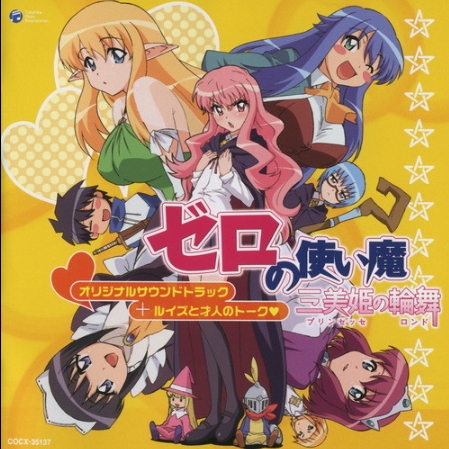 ゼロの使い魔
三美姫の輪舞
プリンセッセ ロンド
オリジナルサウンドトラック
+ルイズと才人のトーク♥
COCX-35137